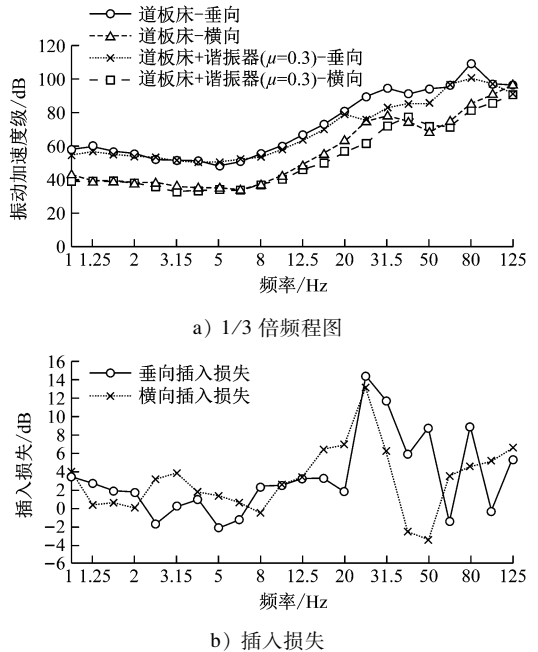 道板床-垂向
道板床-横向
道板床+谐振器(μ=0.3)-垂向
道板床+谐振器(μ=0.3)-横向
振动加速度级/dB
120
100
80
60
40
20
0
1 1.25 2 3.15 5 8 12.5 20 31.5 50 80 125
频率/Hz
a) 1/3 倍频程图
垂向插入损失
横向插入损失
插入损失/dB
16
14
12
10
8
6
4
2
0
-2
-4
-6
1 1.25 2 3.15 5 8 12.5 20 31.5 50 80 125
频率/Hz
b) 插入损失